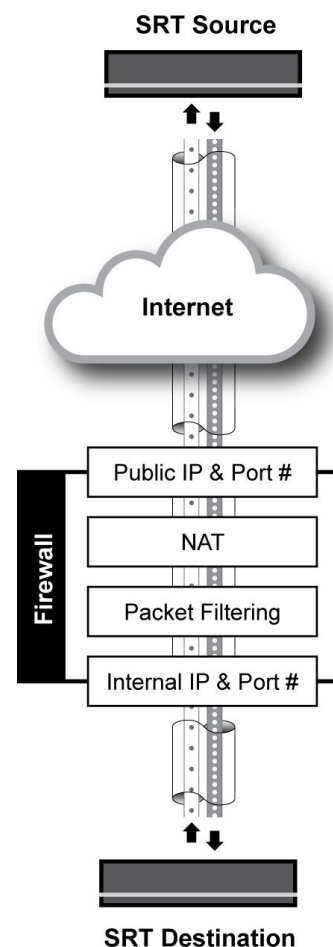 SRT Source
Internet
Public IP & Port #
NAT
Packet Filtering
Internal IP & Port #
Firewall
SRT Destination